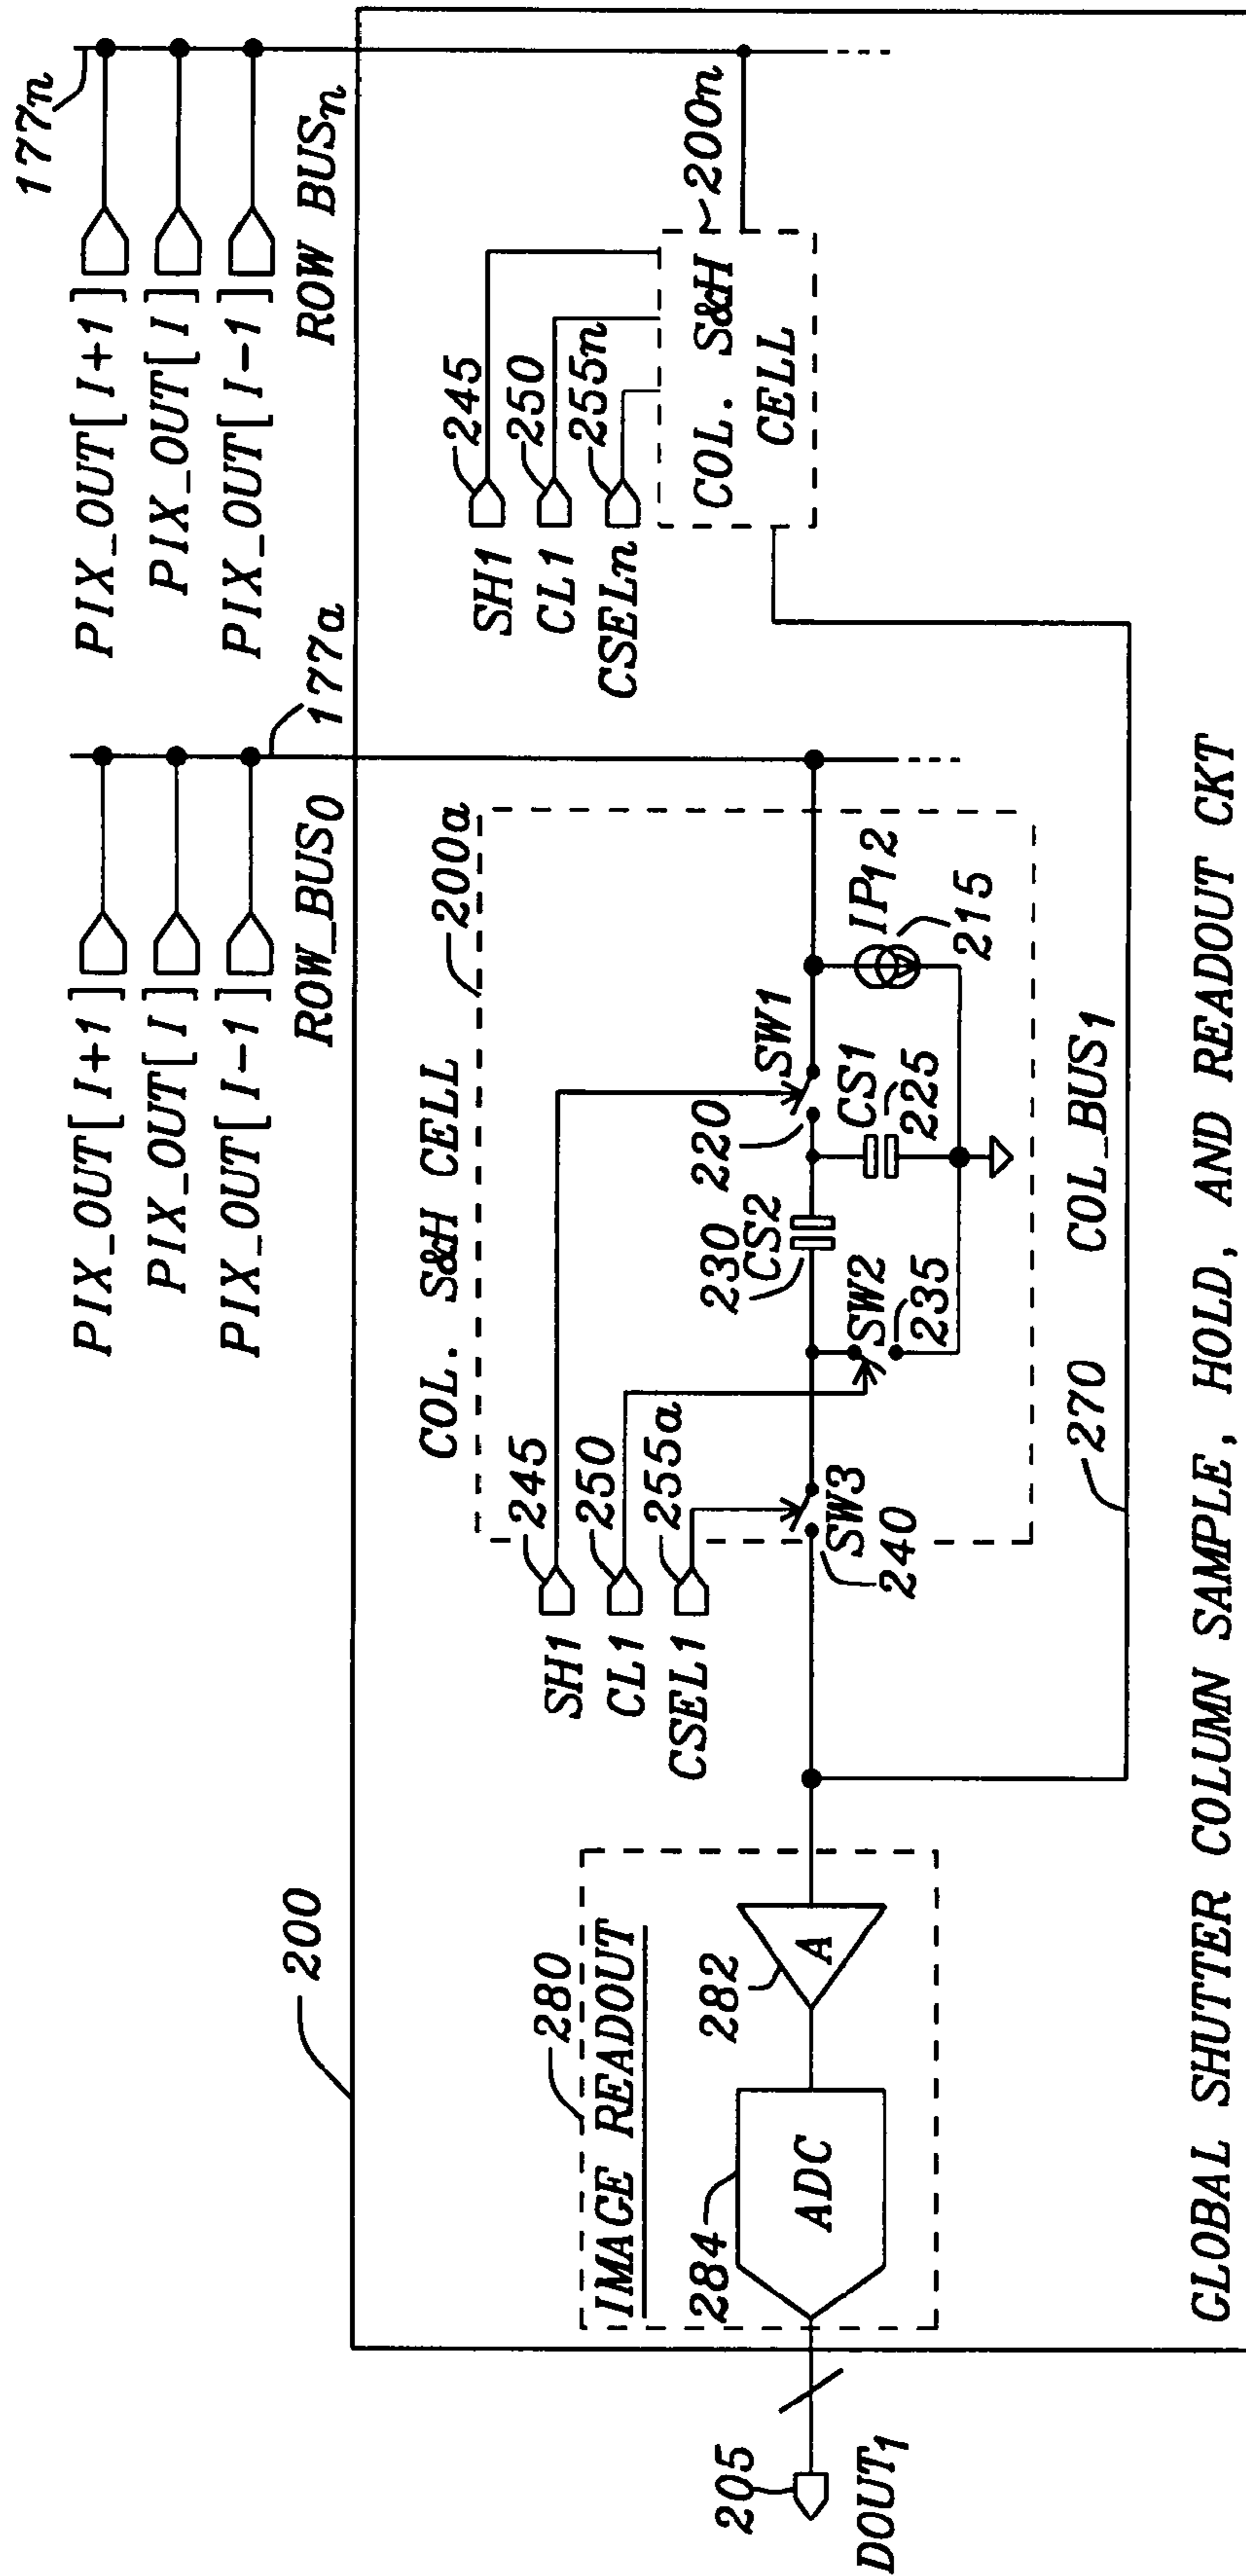 200
PIX_OUT[I+1]
PIX_OUT[I]
PIX_OUT[I-1]
ROW_BUS0
177a
PIX_OUT[I+1]
PIX_OUT[I]
PIX_OUT[I-1]
ROW BUSn
177n
COL. S&H CELL
200a
SH1
245
CL1
250
CSEL1
255a
SW3
240
SW2
235
230
CS2
220
SW1
CS1
225
IP12
215
SH1
245
CL1
250
CSELn
255n
COL. S&H
CELL
200n
280
IMAGE READOUT
284
ADC
282
A
205
DOUT1
270
COL_BUS1
GLOBAL SHUTTER COLUMN SAMPLE, HOLD, AND READOUT CKT